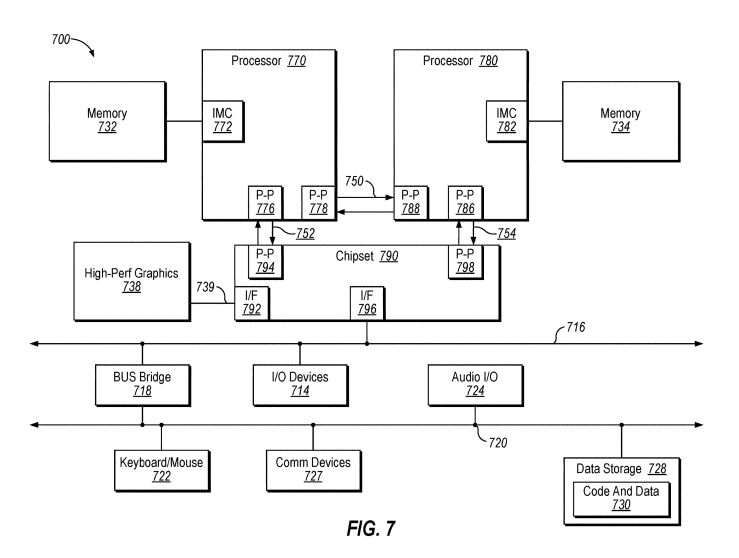 700
Processor 770
Processor 780
Memory
732
IMC
772
IMC
782
Memory
734
P-P
776
P-P
778
750
P-P
788
P-P
786
752
754
High-Perf Graphics
738
739
P-P
794
Chipset 790
P-P
798
I/F
792
I/F
796
716
BUS Bridge
718
I/O Devices
714
Audio I/O
724
720
Keyboard/Mouse
722
Comm Devices
727
Data Storage 728
Code And Data
730
FIG. 7